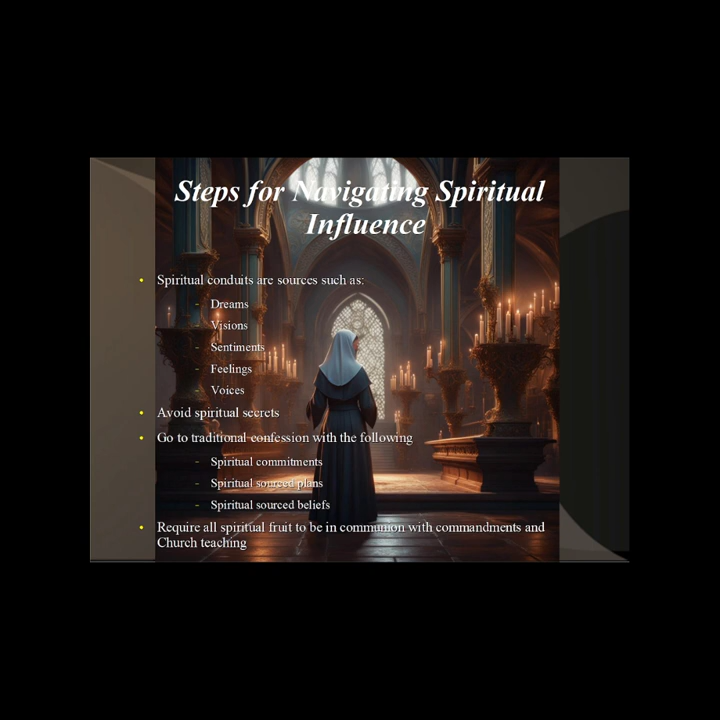 Steps for Navigating Spiritual
Influence
• Spiritual conduits are sources such as:
- Dreams
- Visions
- Sentiments
- Feelings
- Voices
• Avoid spiritual secrets
• Go to traditional confession with the following
- Spiritual commitments
- Spiritual sourced plans
- Spiritual sourced beliefs
• Require all spiritual fruit to be in communion with commandments and
Church teaching